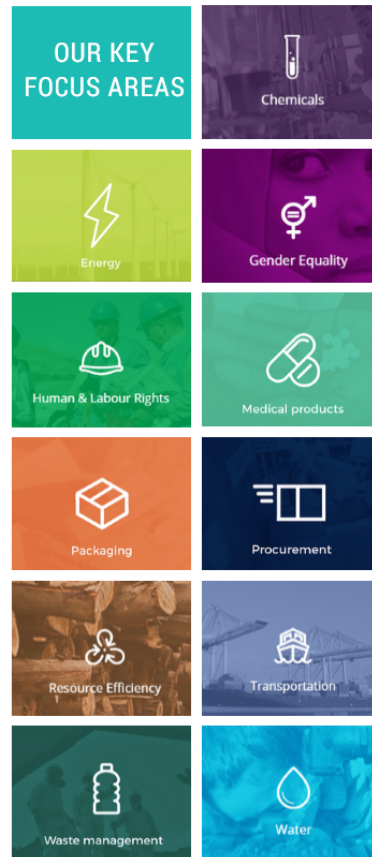 OUR KEY
FOCUS AREAS
Chemicals
Energy
Gender Equality
Human & Labour Rights
Medical products
Packaging
Procurement
Resource Efficiency
Transportation
Waste management
Water